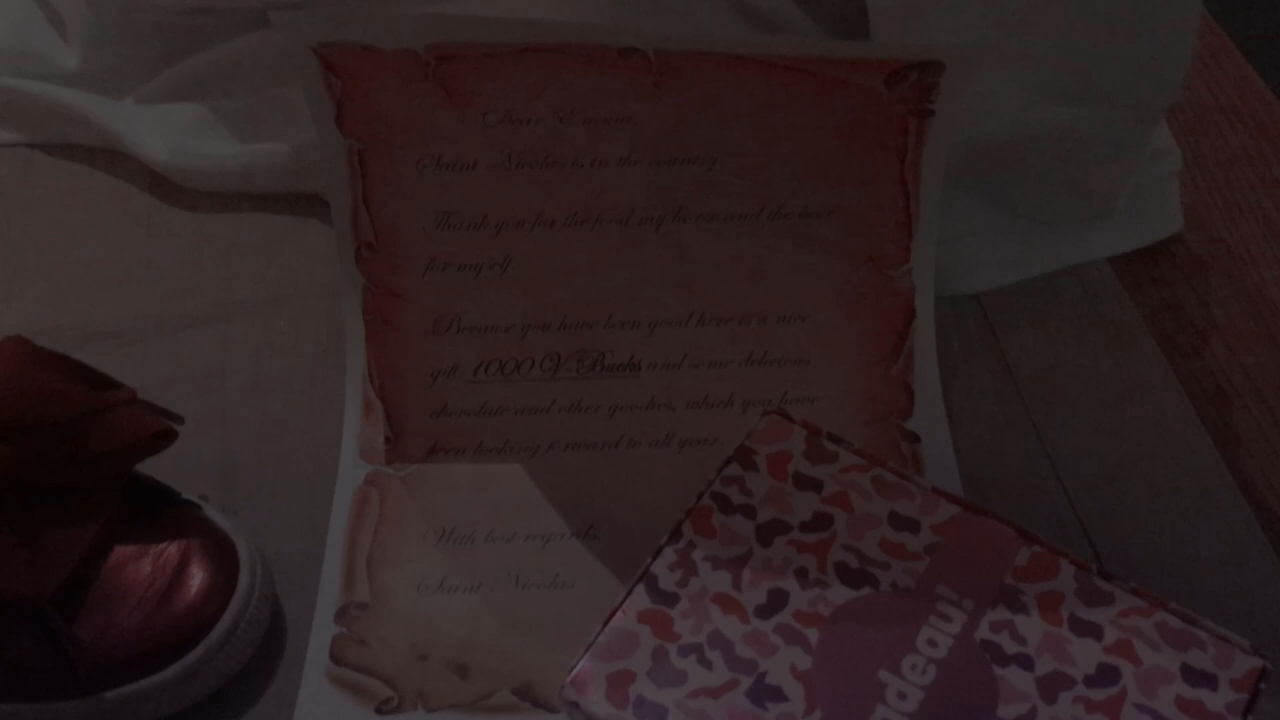 Dear Emma,
Saint Nicolas is in the country.
Thank you for the food my horse and the beer
for myself.
Because you have been good here is a nice
gift 1000 V-Bucks and some delicious
chocolate and other goodies, which you have
been looking forward to all year.
With best regards,
Saint Nicolas
deau!